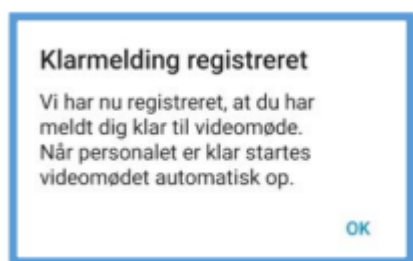 Klarmelding registreret
Vi har nu registreret, at du har
meldt dig klar til videomøde.
Når personalet er klar startes
videomødet automatisk op.
OK